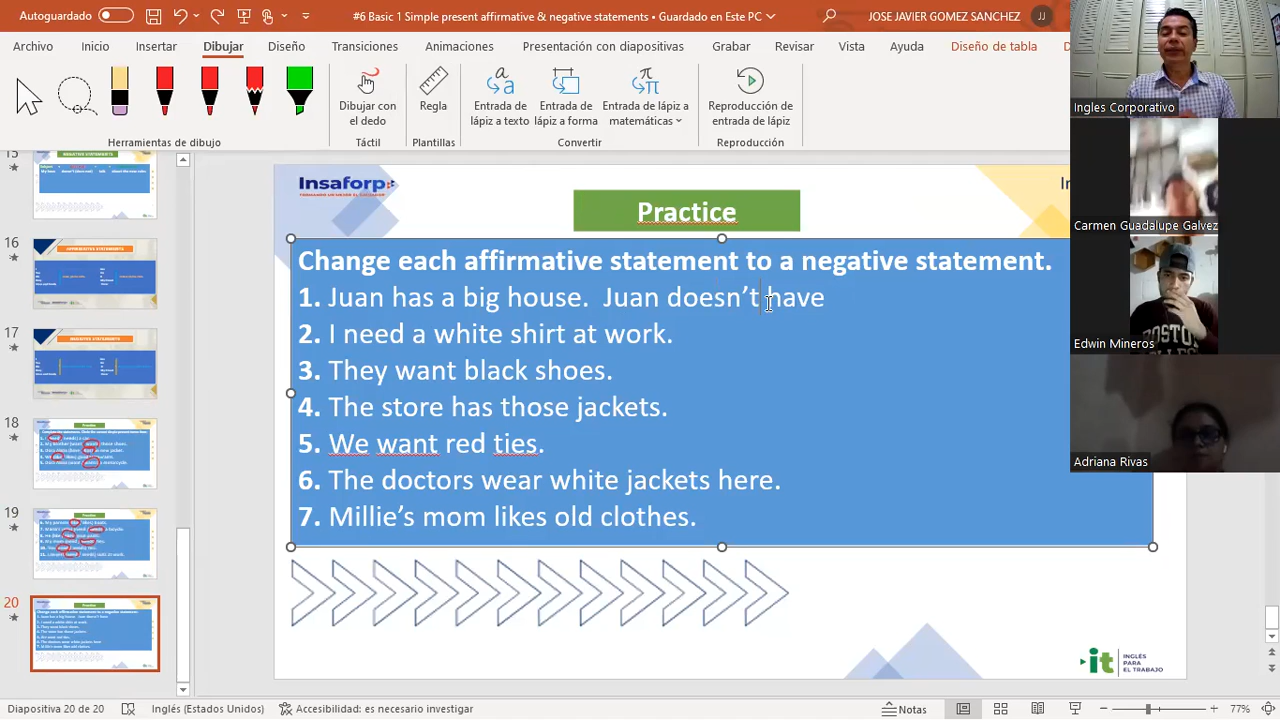 Autoguardado
#6 Basic 1 Simple persent affirmative & negative statements • Guardado en Este PC
JOSE JAVIER GOMEZ SANCHEZ
JJ
Archivo Inicio Insertar Dibujar Diseño Transiciones Animaciones Presentación con diapositivas Grabar Revisar Vista Ayuda Diseño de tabla
Dibujar con el dedo
Regla
Entrada de lápiz a texto
Entrada de lápiz a forma
Entrada de lápiz a matemáticas
Reproducción de entrada de lápiz
Herramientas de dibujo
Táctil
Plantillas
Convertir
Reproducción
Ingles Corporativo
Carmen Guadalupe Galvez
Edwin Mineros
Adriana Rivas
15
16
17
18
19
20
Insaforp
Practice
Change each affirmative statement to a negative statement.
1. Juan has a big house. Juan doesn’t have
2. I need a white shirt at work.
3. They want black shoes.
4. The store has those jackets.
5. We want red ties.
6. The doctors wear white jackets here.
7. Millie’s mom likes old clothes.
it INGLÉS PARA EL TRABAJO
Diapositiva 20 de 20
Inglés (Estados Unidos)
Accesibilidad: es necesario investigar
Notas
77%